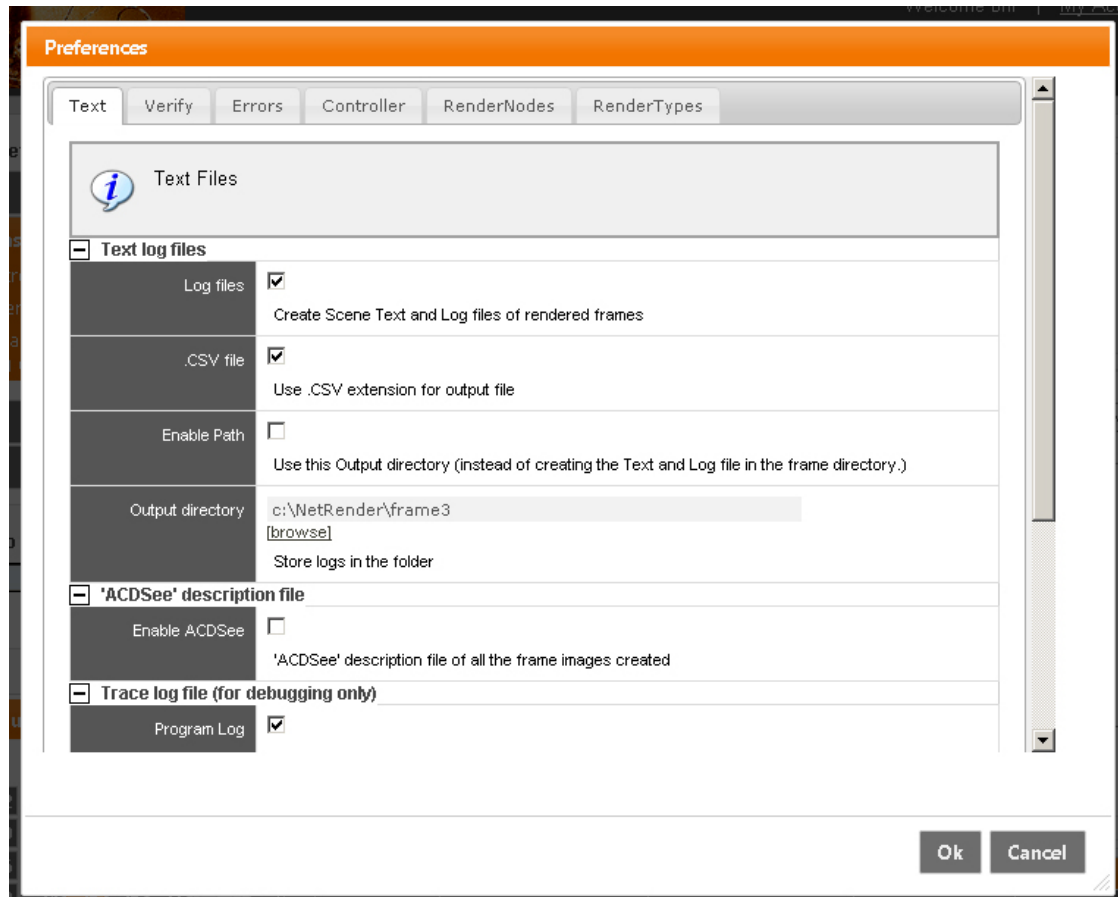 Welcome bni | My Ac
Preferences
Text Verify Errors Controller RenderNodes RenderTypes
Text Files
Text log files
Log files
Create Scene Text and Log files of rendered frames
.CSV file
Use .CSV extension for output file
Enable Path
Use this Output directory (instead of creating the Text and Log file in the frame directory.)
Output directory c:\NetRender\frame3
[browse]
Store logs in the folder
'ACDSee' description file
Enable ACDSee
'ACDSee' description file of all the frame images created
Trace log file (for debugging only)
Program Log
Ok Cancel